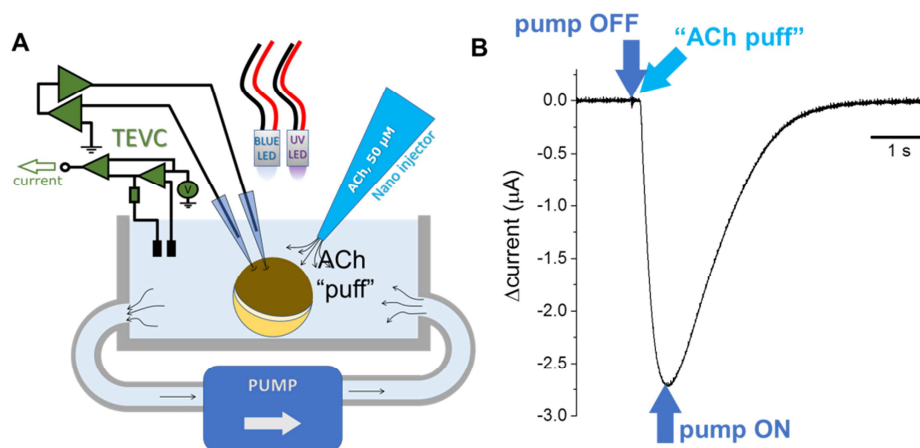 A
TEVC
current
V
BLUE
LED
UV
LED
ACh, 50 µM
Nano injector
ACh
“puff”
PUMP
B
pump OFF
“ACh puff”
Δcurrent (µA)
0.0
-0.5
-1.0
-1.5
-2.0
-2.5
-3.0
1 s
pump ON